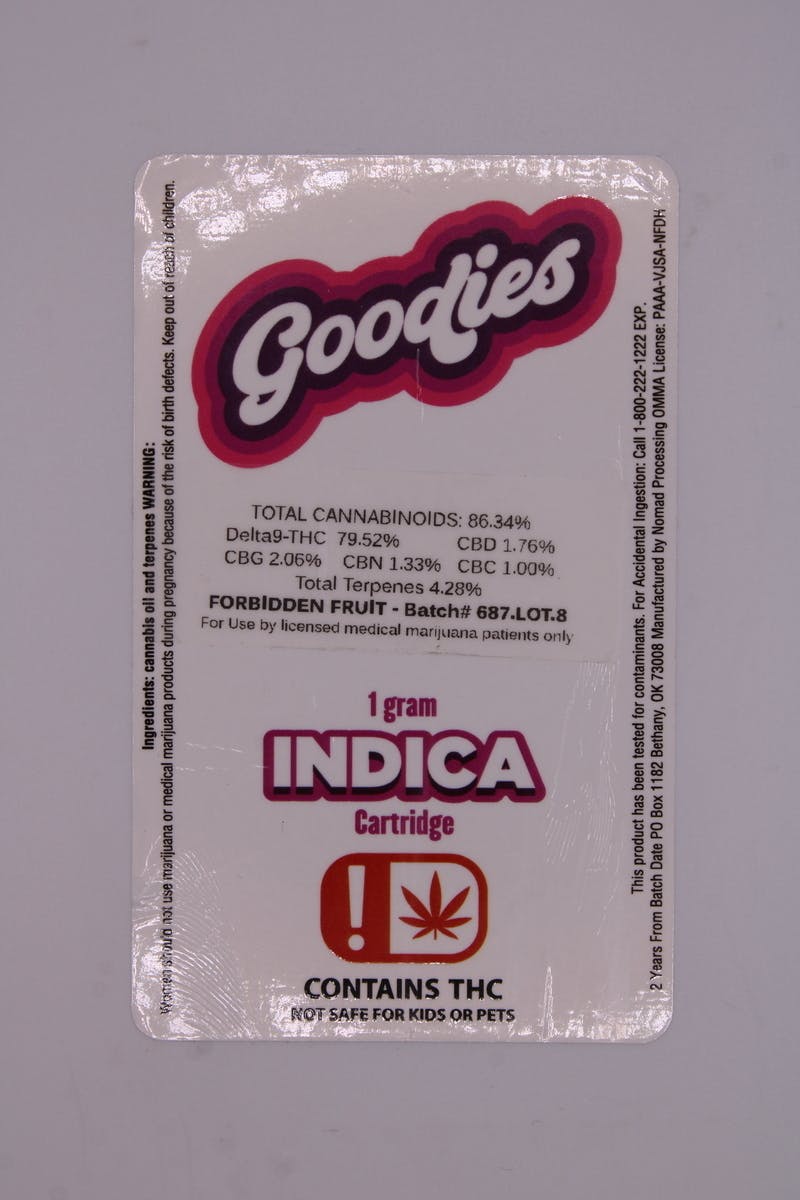 Goodies
TOTAL CANNABINOIDS: 86.34%
Delta9-THC 79.52% CBD 1.76%
CBG 2.06% CBN 1.33% CBC 1.00%
Total Terpenes 4.28%
FORBIDDEN FRUIT - Batch# 687.LOT.8
For Use by licensed medical marijuana patients only
1 gram
INDICA
Cartridge
!
CONTAINS THC
NOT SAFE FOR KIDS OR PETS
Ingredients: cannabis oil and terpenes WARNING:
Women should not use marijuana or medical marijuana products during pregnancy because of the risk of birth defects. Keep out of reach of children.
This product has been tested for contaminants. For Accidental Ingestion: Call 1-800-222-1222 EXP.
2 Years From Batch Date PO Box 1182 Bethany, OK 73008 Manufactured by Nomad Processing OMMA License: PAAA-VJSA-NFDH